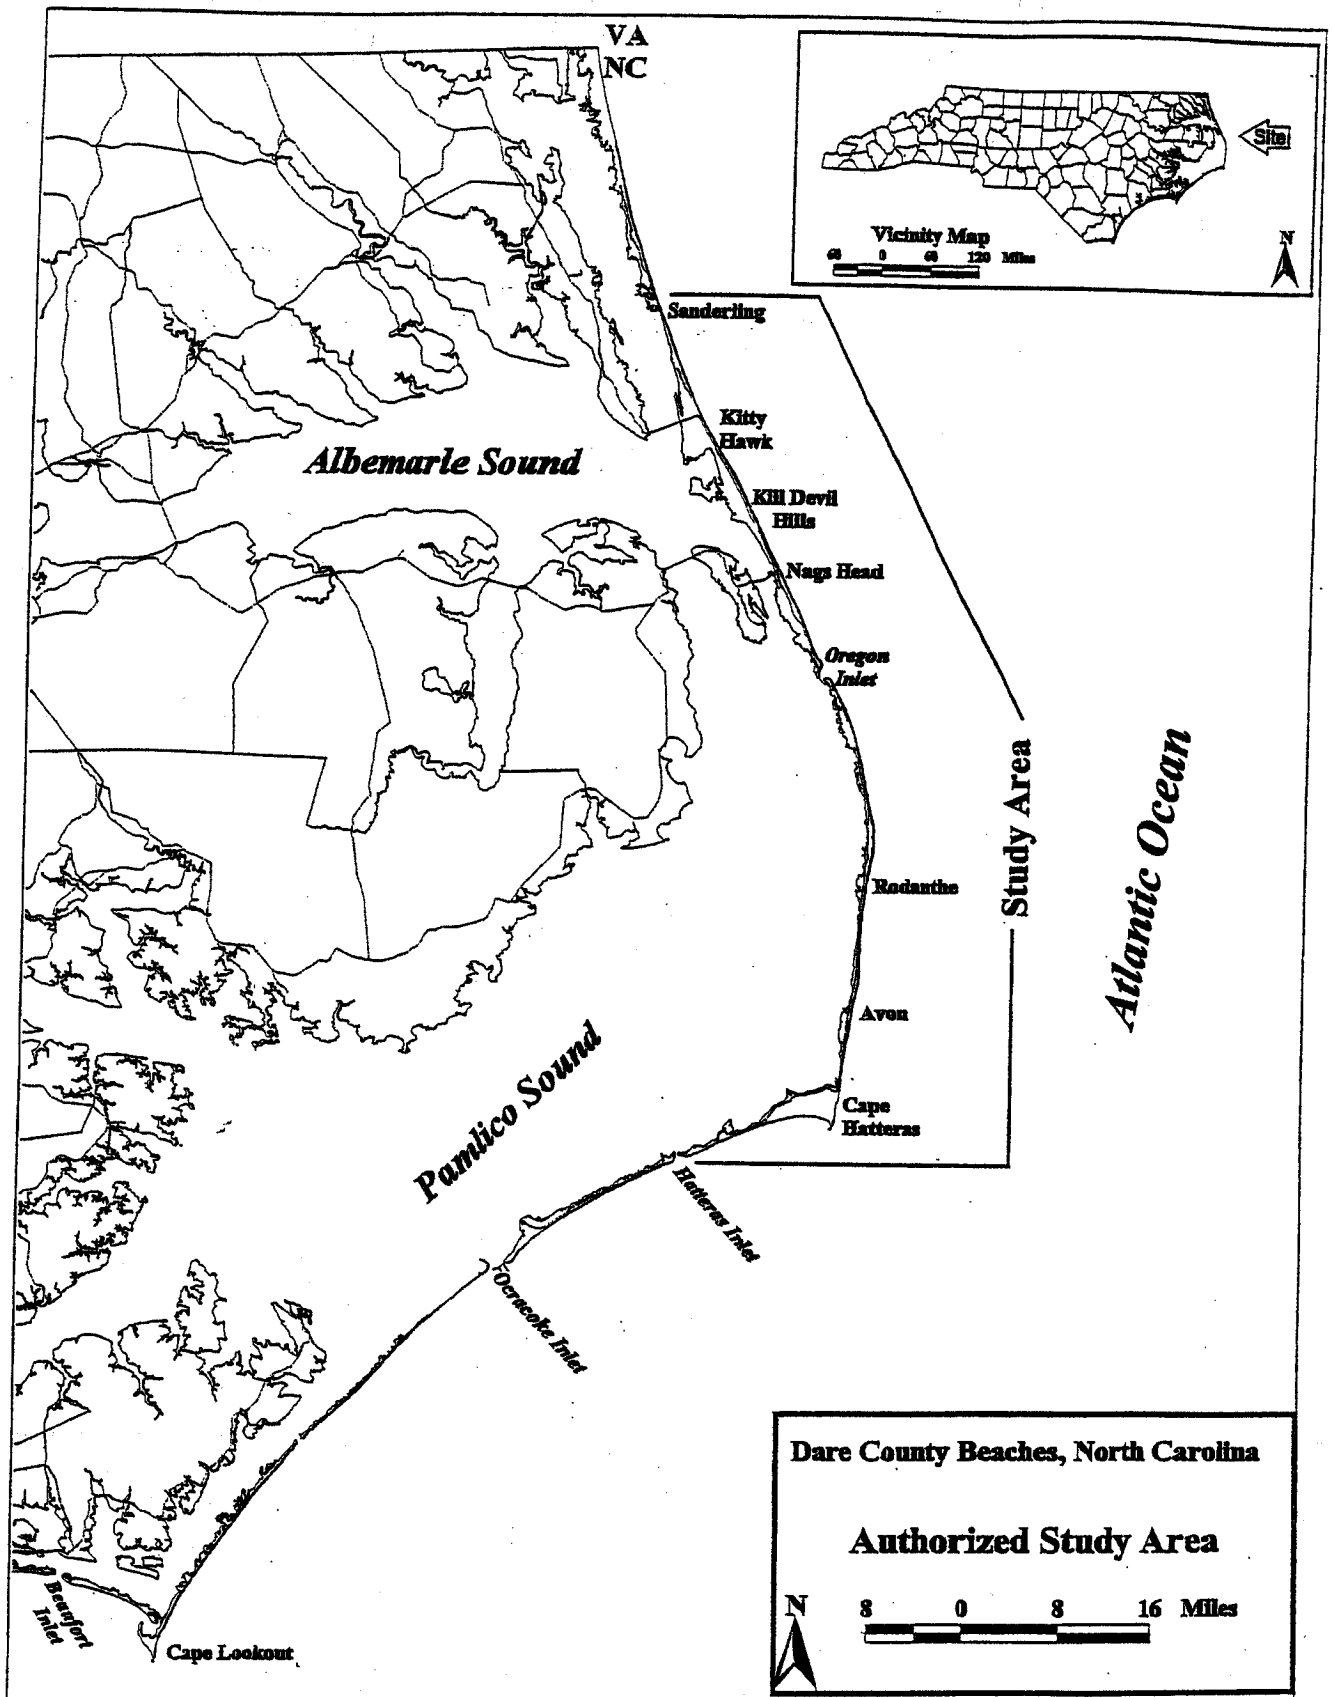 VA
NC
Site
Vicinity Map
60 0 60 120 Miles
N
Sanderling
Kitty
Hawk
Albemarle Sound
Kill Devil
Hills
Nags Head
Oregon
Inlet
Study Area
Atlantic Ocean
Rodanthe
Avon
Pamlico Sound
Cape
Hatteras
Hatteras Inlet
Ocracoke Inlet
Dare County Beaches, North Carolina
Authorized Study Area
N
8 0 8 16 Miles
Beaufort
Inlet
Cape Lookout